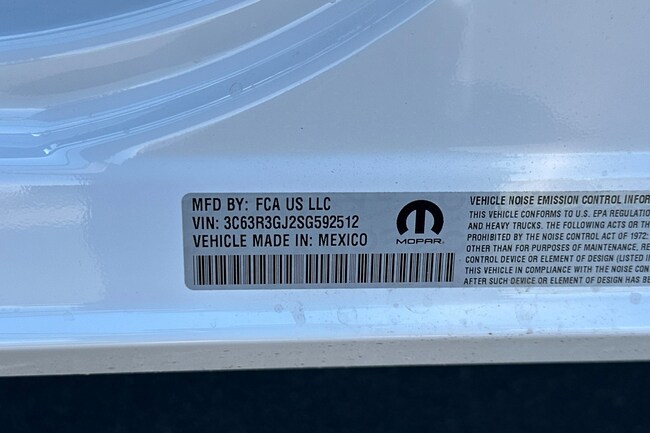 MFD BY: FCA US LLC
VIN: 3C63R3GJ2SG592512
VEHICLE MADE IN: MEXICO
MOPAR
VEHICLE NOISE EMISSION CONTROL INFOR
THIS VEHICLE CONFORMS TO U.S. EPA REGULATIO
AND HEAVY TRUCKS. THE FOLLOWING ACTS OR TH
PROHIBITED BY THE NOISE CONTROL ACT OF 1972:
OTHER THAN FOR PURPOSES OF MAINTENANCE, RE
CONTROL DEVICE OR ELEMENT OF DESIGN (LISTED I
THIS VEHICLE IN COMPLIANCE WITH THE NOISE CON
AFTER SUCH DEVICE OR ELEMENT OF DESIGN HAS BE